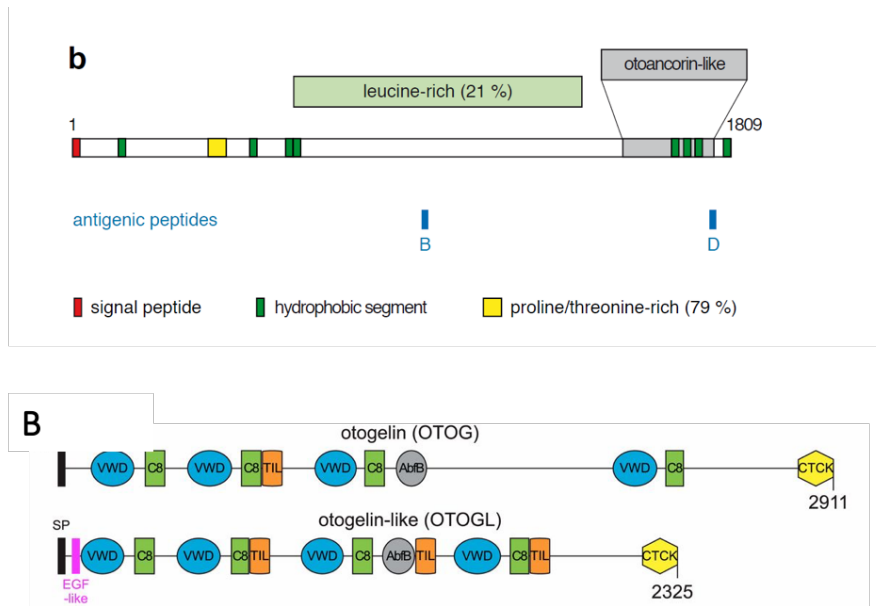 b
leucine-rich (21 %)
otoancorin-like
1
1809
antigenic peptides
B
D
signal peptide
hydrophobic segment
proline/threonine-rich (79 %)
B
otogelin (OTOG)
VWD C8 VWD C8 TIL VWD C8 AbfB VWD C8 CTCK
2911
otogelin-like (OTOGL)
SP
VWD C8 VWD C8 TIL VWD C8 AbfB TIL VWD C8 TIL CTCK
EGF
-like
2325